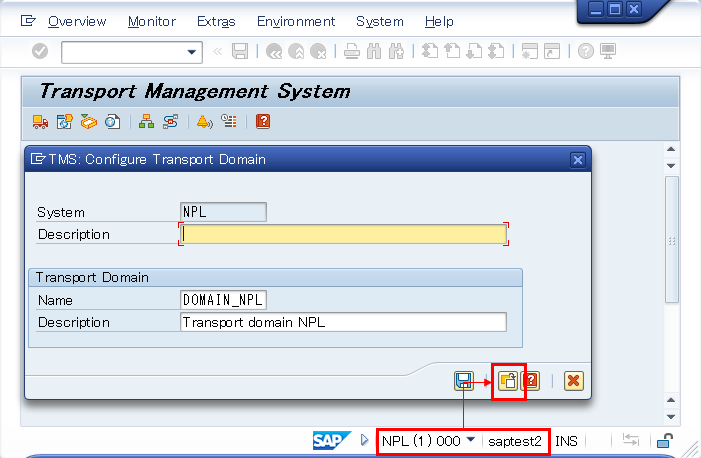 Overview Monitor Extras Environment System Help
Transport Management System
TMS: Configure Transport Domain
System NPL
Description
Transport Domain
Name DOMAIN_NPL
Description Transport domain NPL
SAP NPL (1) 000 saptest2 INS